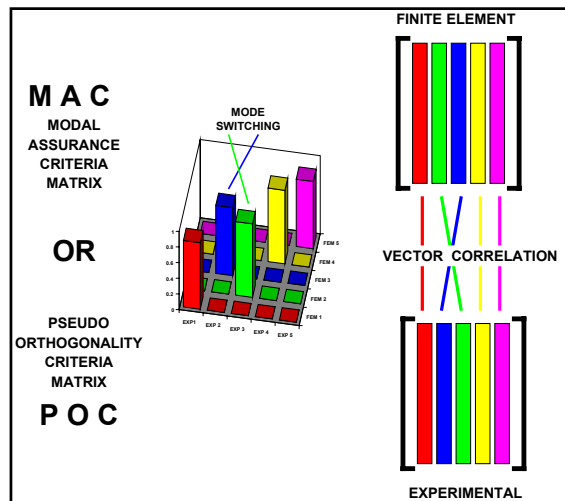 FINITE ELEMENT
M A C
MODAL
ASSURANCE
CRITERIA
MATRIX
OR
PSEUDO
ORTHOGONALITY
CRITERIA
MATRIX
P O C
MODE
SWITCHING
1
0.8
0.6
0.4
0.2
0
EXP1
EXP 2
EXP 3
EXP 4
EXP 5
FEM 5
FEM 4
FEM 3
FEM 2
FEM 1
VECTOR CORRELATION
EXPERIMENTAL